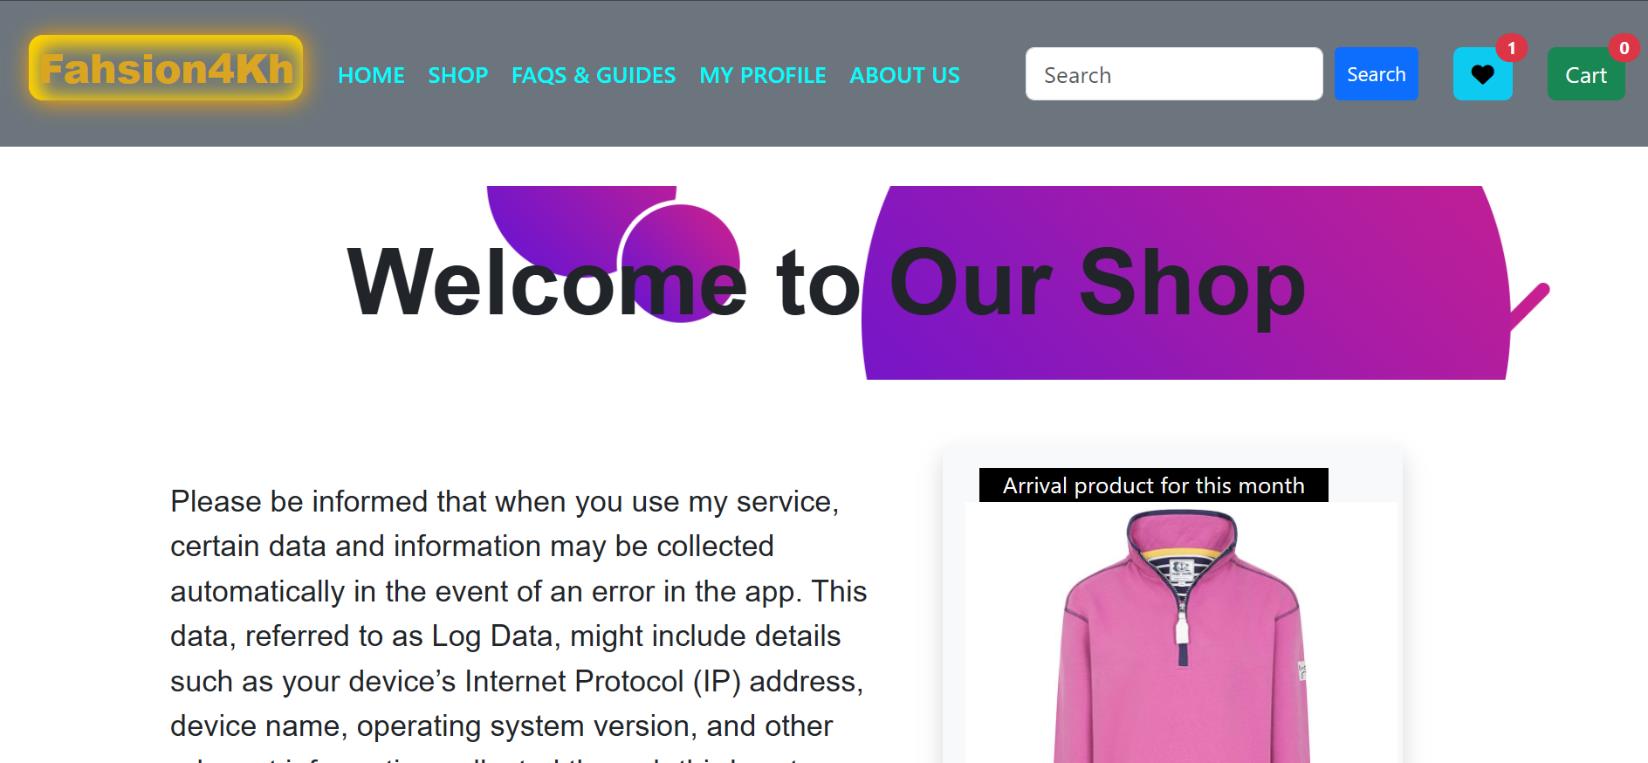 Fahsion4Kh
HOME SHOP FAQS & GUIDES MY PROFILE ABOUT US
Search
Search
1
Cart
0
Welcome to Our Shop
Please be informed that when you use my service,
certain data and information may be collected
automatically in the event of an error in the app. This
data, referred to as Log Data, might include details
such as your device’s Internet Protocol (IP) address,
device name, operating system version, and other
Arrival product for this month